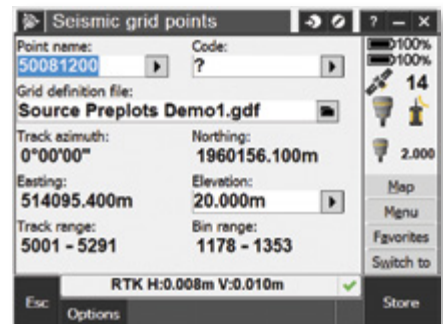 Seismic grid points
? – ×
Point name:
Code:
50081200
?
100%
100%
Grid definition file:
14
Source Preplots Demo1.gdf
Track azimuth:
Northing:
0°00'00"
1960156.100m
2.000
Easting:
Elevation:
514095.400m
20.000m
Map
Track range:
Bin range:
Menu
5001 - 5291
1178 - 1353
Favorites
Switch to
RTK H:0.008m V:0.010m
Esc
Options
Store